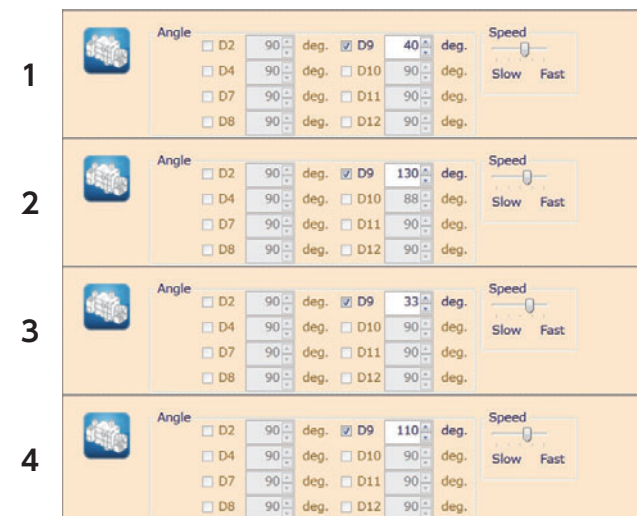 1
Angle
D2 90 deg. D9 40 deg.
D4 90 deg. D10 90 deg.
D7 90 deg. D11 90 deg.
D8 90 deg. D12 90 deg.
Speed
Slow Fast
2
Angle
D2 90 deg. D9 130 deg.
D4 90 deg. D10 88 deg.
D7 90 deg. D11 90 deg.
D8 90 deg. D12 90 deg.
Speed
Slow Fast
3
Angle
D2 90 deg. D9 33 deg.
D4 90 deg. D10 90 deg.
D7 90 deg. D11 90 deg.
D8 90 deg. D12 90 deg.
Speed
Slow Fast
4
Angle
D2 90 deg. D9 110 deg.
D4 90 deg. D10 90 deg.
D7 90 deg. D11 90 deg.
D8 90 deg. D12 90 deg.
Speed
Slow Fast